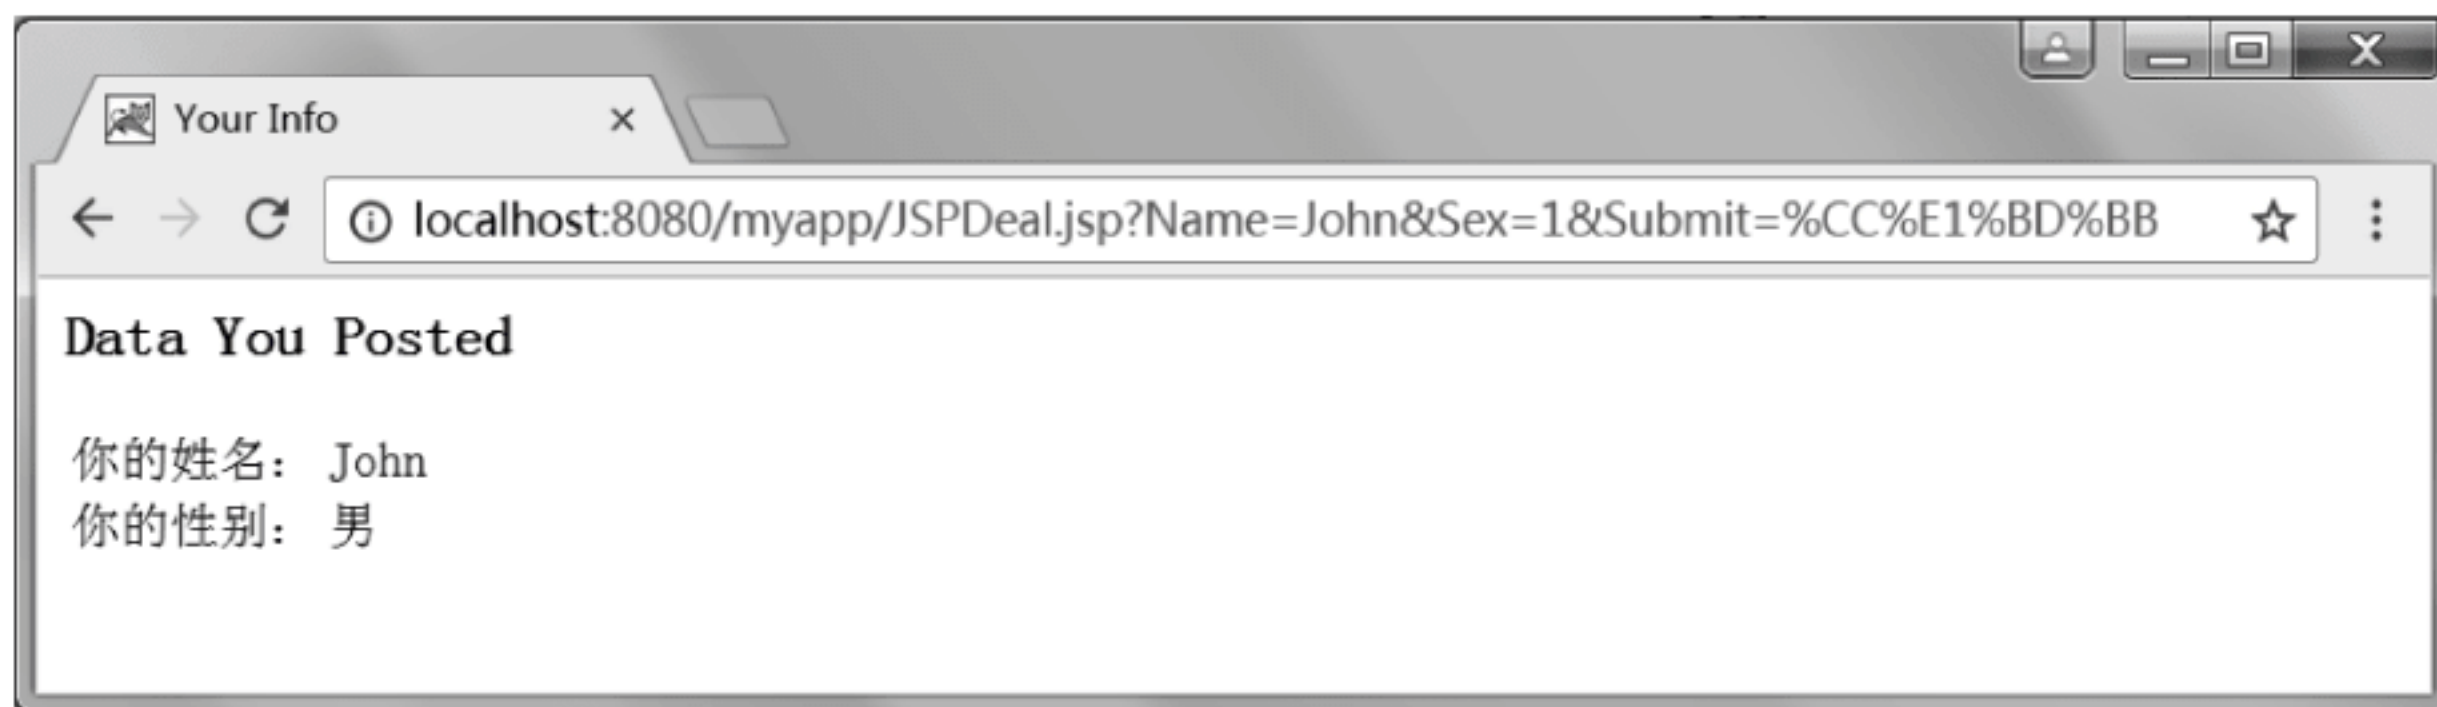 Your Info
localhost:8080/myapp/JSPDeal.jsp?Name=John&Sex=1&Submit=%CC%E1%BD%BB
Data You Posted
你的姓名： John
你的性别： 男